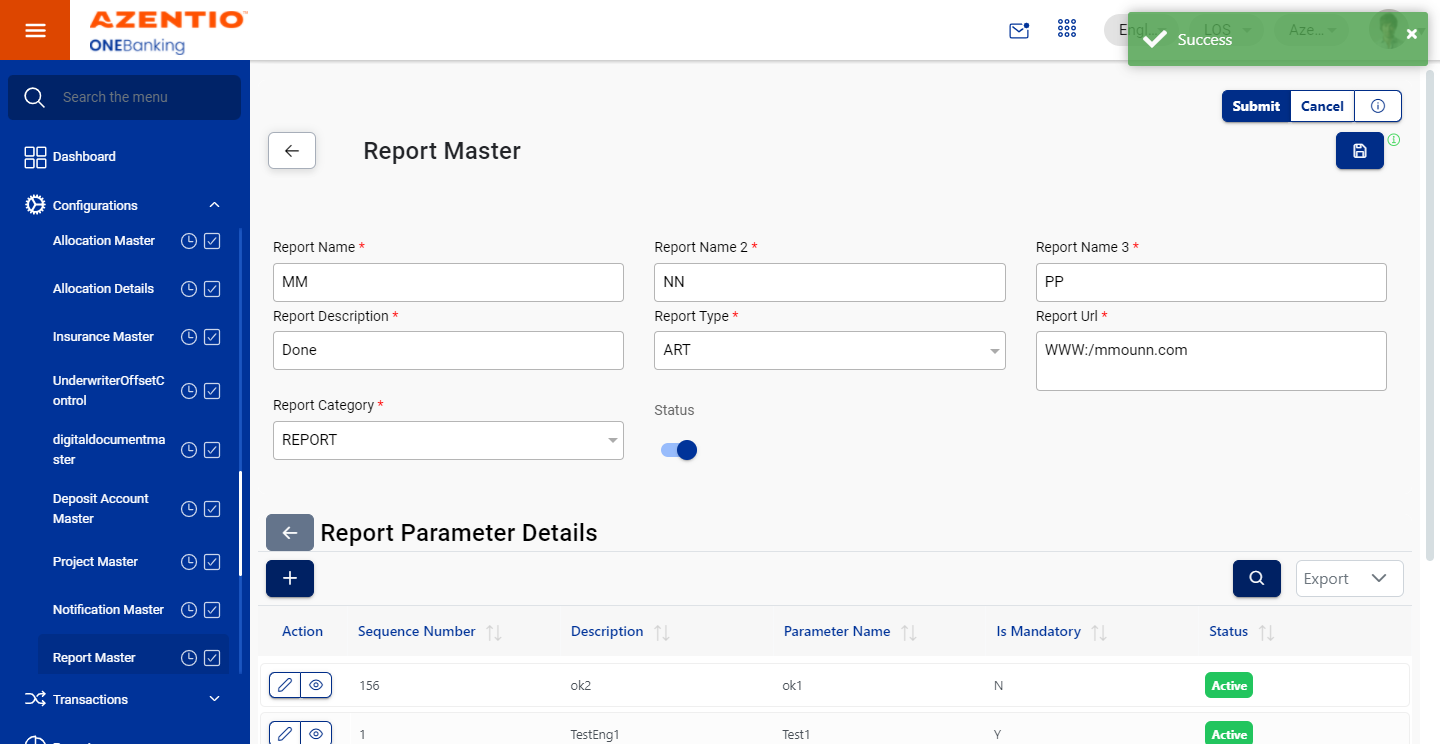 AZENTIO
ONEBanking
LOS
Aze...
Success
Search the menu
Dashboard
Configurations
Allocation Master
Allocation Details
Insurance Master
UnderwriterOffsetC
ontrol
digitaldocumentma
ster
Deposit Account
Master
Project Master
Notification Master
Report Master
Transactions
Submit
Cancel
Report Master
Report Name *
Report Name 2 *
Report Name 3 *
MM
NN
PP
Report Description *
Report Type *
Report Url *
Done
ART
WWW:/mmounn.com
Report Category *
Status
REPORT
Report Parameter Details
Export
Action
Sequence Number
Description
Parameter Name
Is Mandatory
Status
156
ok2
ok1
N
Active
1
TestEng1
Test1
Y
Active